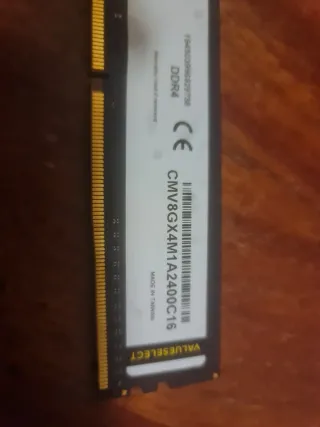 DDR4
CE
CMV8GX4M1A2400C16
MADE IN TAIWAN
VALUESELECT